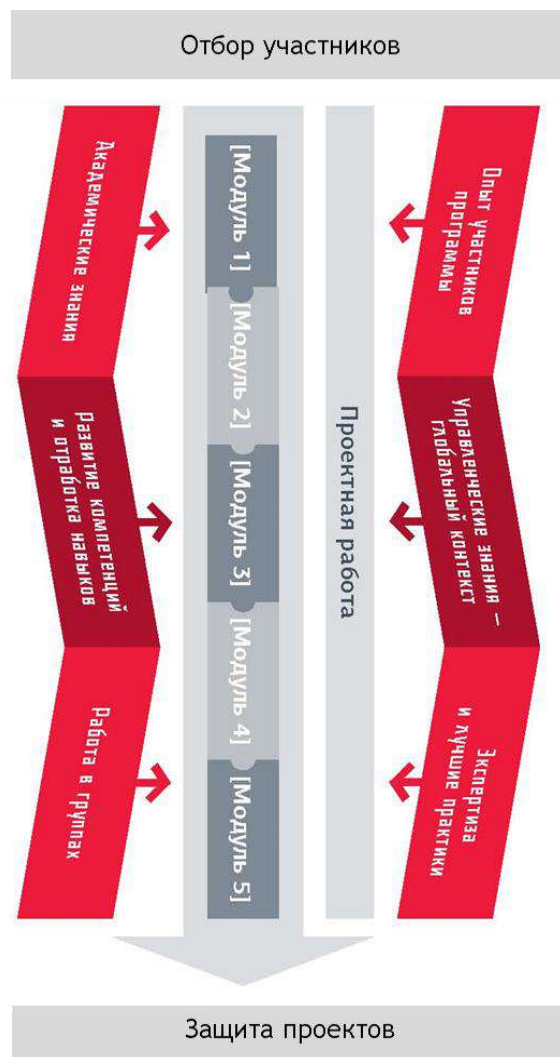 Отбор участников
Академические знания
Развитие компетенций
и отработка навыков
Работа в группах
[Модуль 1]
[Модуль 2]
[Модуль 3]
[Модуль 4]
[Модуль 5]
Проектная работа
Опыт участников
программы
Управленческие знания —
глобальный контекст
Экспертиза
и лучшие практики
Защита проектов